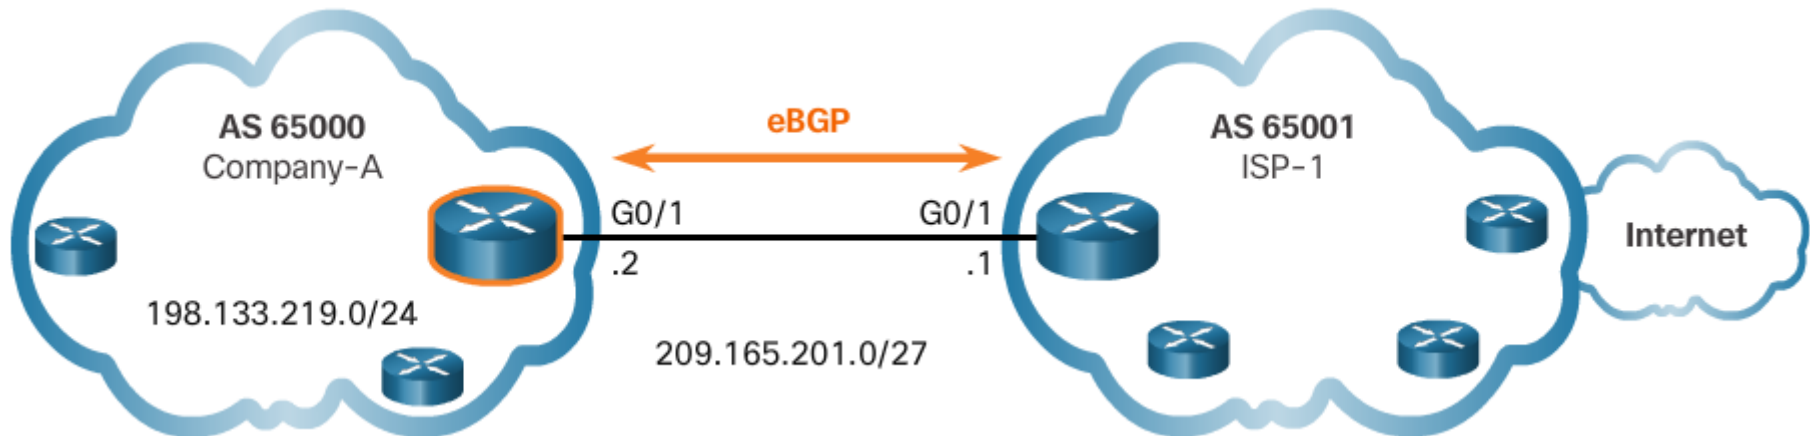 AS 65000
Company-A
198.133.219.0/24
eBGP
G0/1
G0/1
.2
.1
209.165.201.0/27
AS 65001
ISP-1
Internet